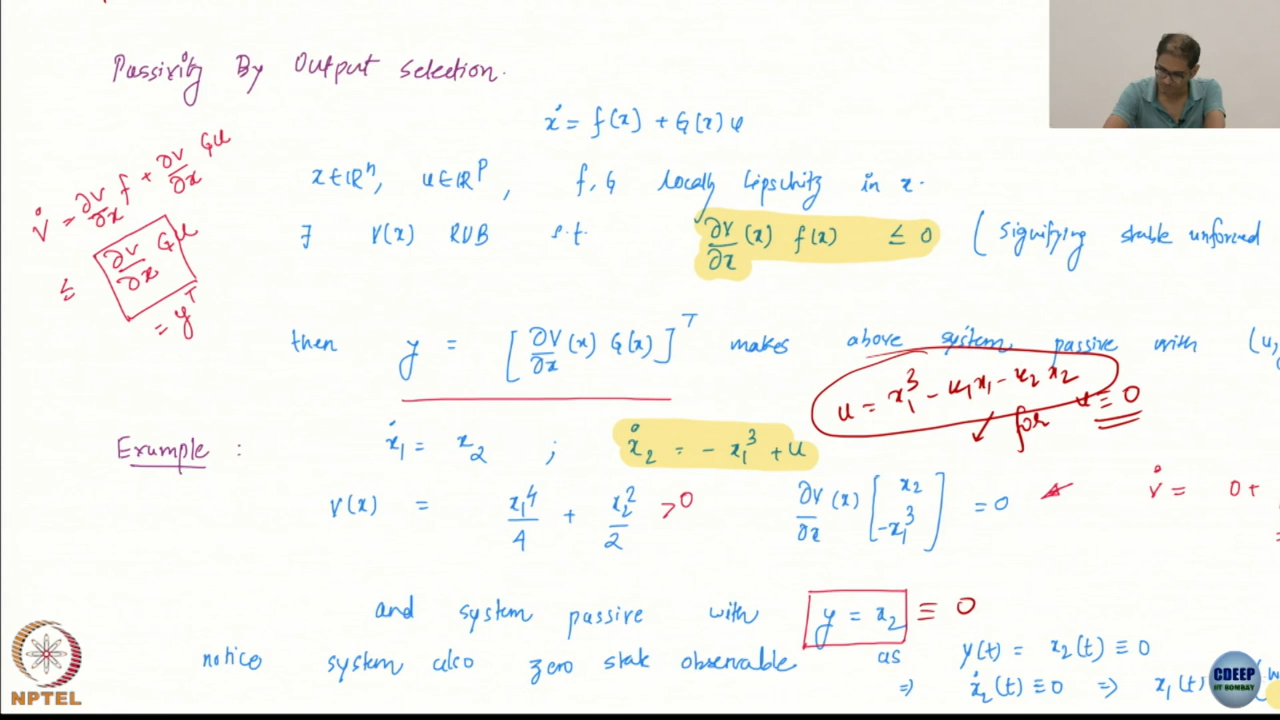 Passivity By Output Selection.
ẋ = f(x) + G(x) u
x ∈ ℝⁿ, u ∈ ℝᵖ, f, G locally Lipschitz in x.
V̇ = ∂V/∂x f + ∂V/∂x Gu
≤ ∂V/∂x Gu
= yᵀ
∃ V(x) RUB s.t. ∂V/∂x (x) f(x) ≤ 0 (Signifying stable unforced
then y = [∂V/∂x (x) G(x)]ᵀ makes above system passive with (u,
u = x₁³ - u₁x₁ - u₂x₂
for u ≡ 0
Example : ẋ₁ = x₂ ; ẋ₂ = -x₁³ + u
V(x) = x₁⁴/4 + x₂²/2 > 0 ∂V/∂x (x) [x₂ -x₁³] = 0 V̇ = 0 +
and system passive with y = x₂ ≡ 0
notice system also zero state observable as y(t) = x₂(t) ≡ 0
⇒ ẋ₂(t) ≡ 0 ⇒ x₁(t)
NPTEL
CDEEP
IIT BOMBAY